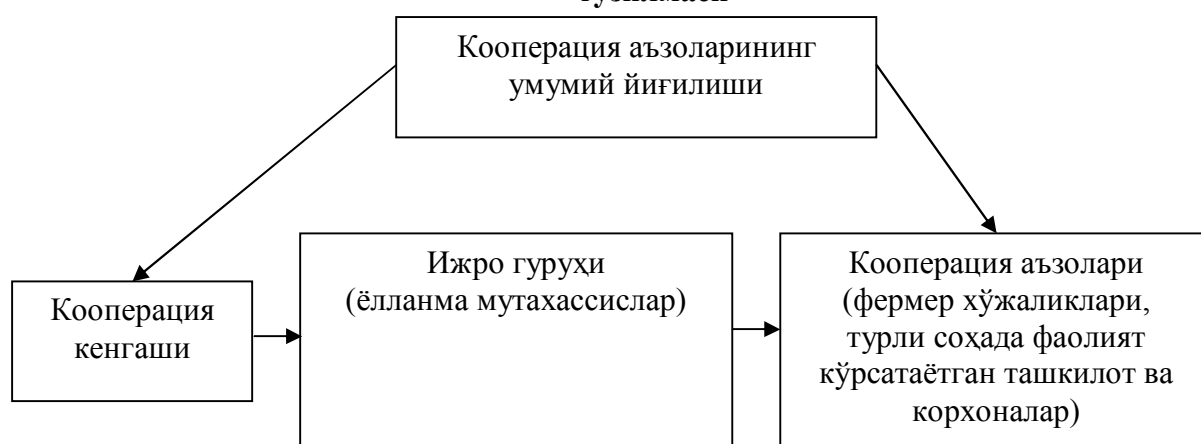 Кооперация аъзоларининг
умумий йиғилиши
Кооперация
кенгаши
Ижро гуруҳи
(ёлланма мутахассислар)
Кооперация аъзолари
(фермер хўжаликлари,
турли соҳада фаолият
кўрсатаётган ташкилот ва
корхоналар)